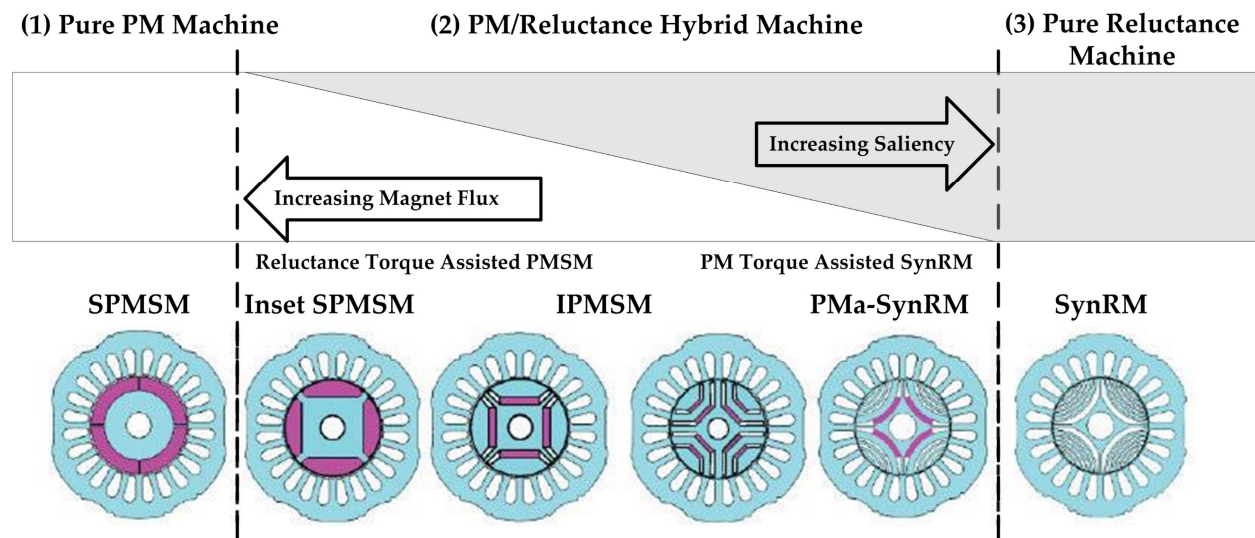 (1) Pure PM Machine
(2) PM/Reluctance Hybrid Machine
(3) Pure Reluctance
Machine
Increasing Saliency
Increasing Magnet Flux
Reluctance Torque Assisted PMSM
PM Torque Assisted SynRM
SPMSM
Inset SPMSM
IPMSM
PMa-SynRM
SynRM